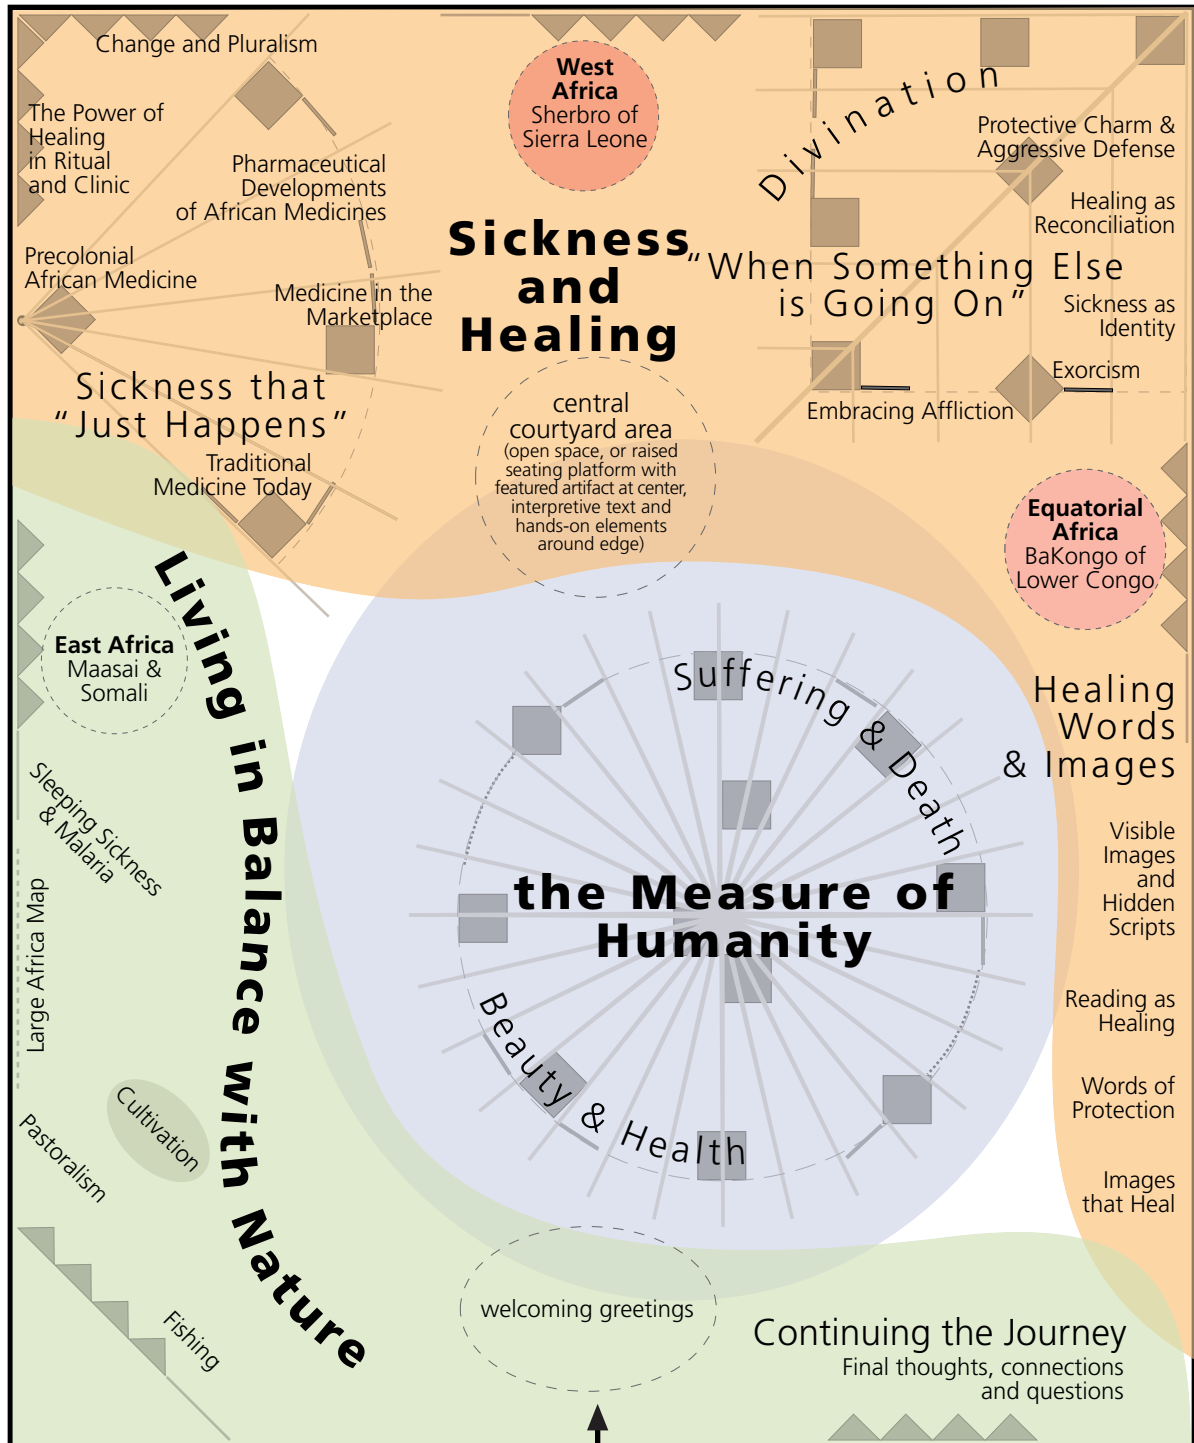 Change and Pluralism
The Power of
Healing
in Ritual
and Clinic
Pharmaceutical
Developments
of African Medicines
Precolonial
African Medicine
Medicine in the
Marketplace
Sickness that
“Just Happens”
Traditional
Medicine Today
West
Africa
Sherbro of
Sierra Leone
Sickness
and
Healing
central
courtyard area
(open space, or raised
seating platform with
featured artifact at center,
interpretive text and
hands-on elements
around edge)
Divination
Protective Charm &
Aggressive Defense
Healing as
Reconciliation
“When Something Else
is Going On”
Sickness as
Identity
Exorcism
Embracing Affliction
Equatorial
Africa
BaKongo of
Lower Congo
Healing
Words
& Images
Visible
Images
and
Hidden
Scripts
Reading as
Healing
Words of
Protection
Images
that Heal
East Africa
Maasai &
Somali
Living in Balance with Nature
Sleeping Sickness
& Malaria
Large Africa Map
Cultivation
Pastoralism
Fishing
Suffering & Death
the Measure of
Humanity
Beauty & Health
welcoming greetings
Continuing the Journey
Final thoughts, connections
and questions